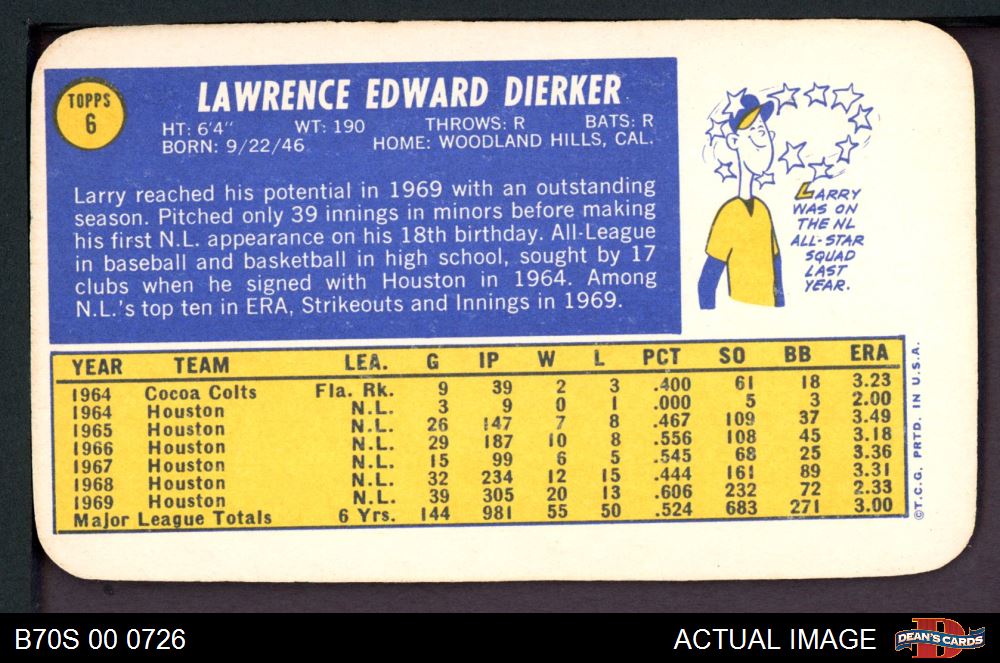 TOPPS
6
LAWRENCE EDWARD DIERKER
HT: 6'4" WT: 190 THROWS: R BATS: R
BORN: 9/22/46 HOME: WOODLAND HILLS, CAL.
Larry reached his potential in 1969 with an outstanding
season. Pitched only 39 innings in minors before making
his first N.L. appearance on his 18th birthday. All-League
in baseball and basketball in high school, sought by 17
clubs when he signed with Houston in 1964. Among
N.L.'s top ten in ERA, Strikeouts and Innings in 1969.
LARRY
WAS ON
THE NL
ALL-STAR
SQUAD
LAST
YEAR.
YEAR TEAM LEA. G IP W L PCT SO BB ERA
1964 Cocoa Colts Fla. Rk. 9 39 2 3 .400 61 18 3.23
1964 Houston N.L. 3 9 0 1 .000 5 3 2.00
1965 Houston N.L. 26 147 7 8 .467 109 37 3.49
1966 Houston N.L. 29 187 10 8 .556 108 45 3.18
1967 Houston N.L. 15 99 6 5 .545 68 25 3.36
1968 Houston N.L. 32 234 12 15 .444 161 89 3.31
1969 Houston N.L. 39 305 20 13 .606 232 72 2.33
Major League Totals 6 Yrs. 144 981 55 50 .524 683 271 3.00
©T.C.G. PRTD. IN U.S.A.
B70S 00 0726 ACTUAL IMAGE
DEAN'S CARDS